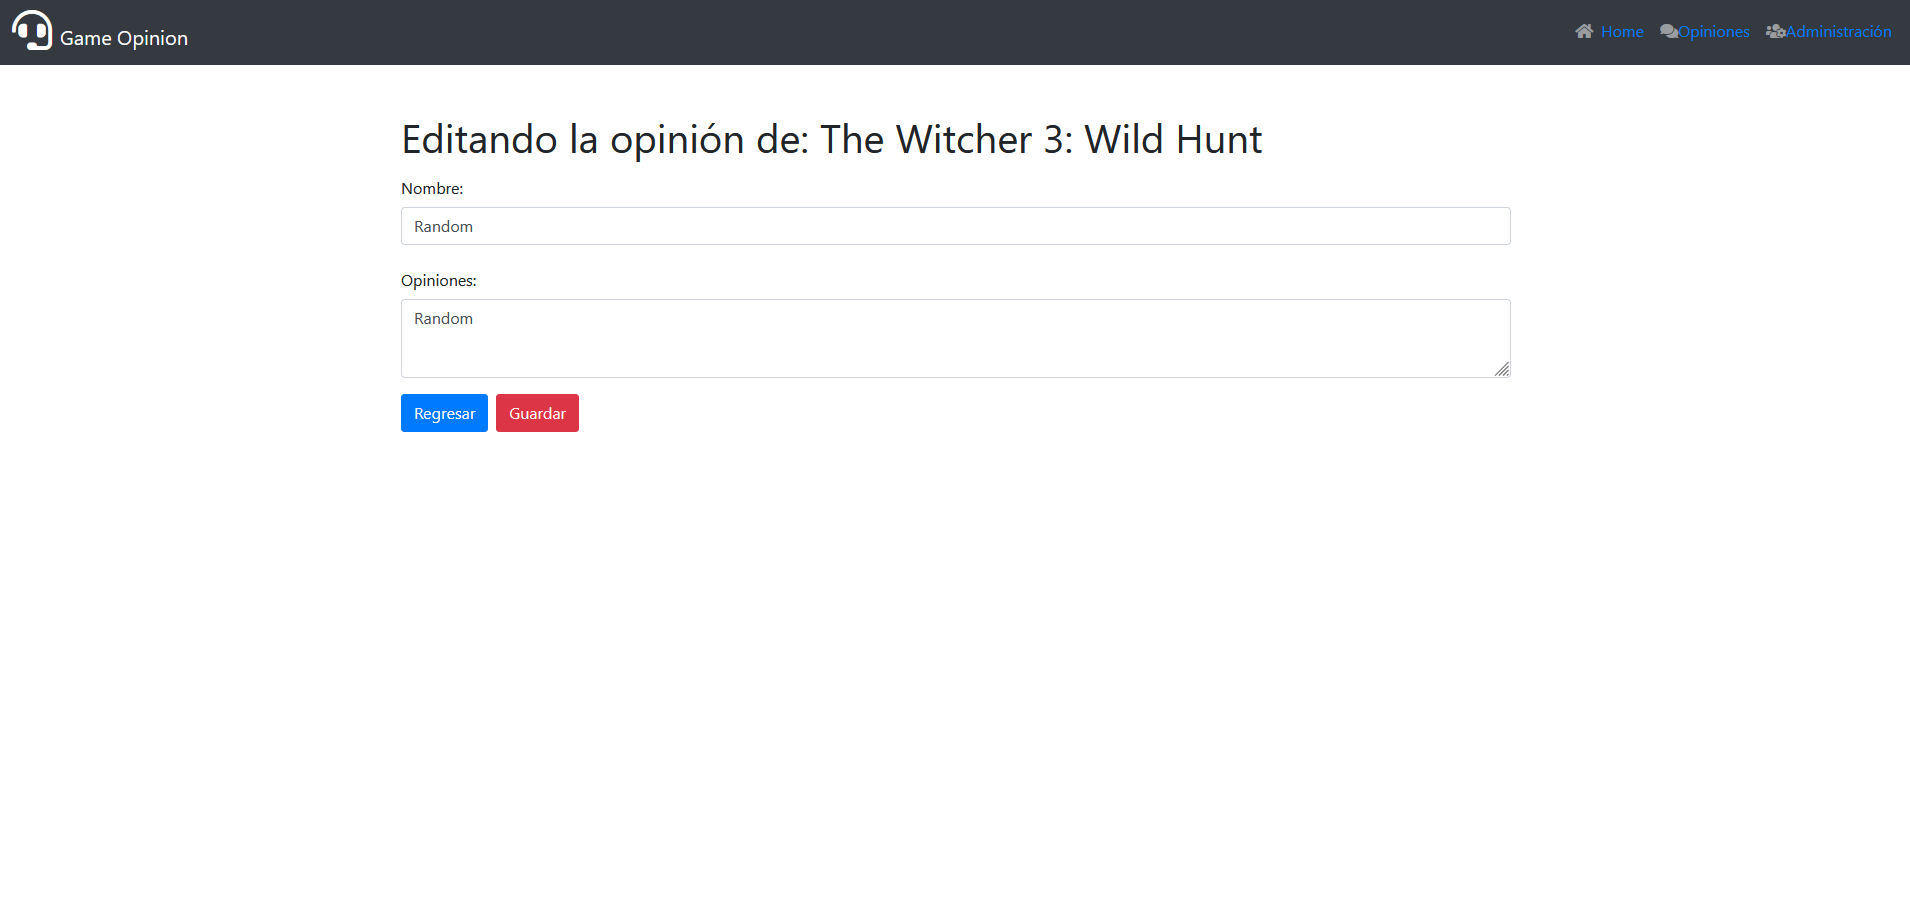 Game Opinion
Home Opiniones Administración
Editando la opinión de: The Witcher 3: Wild Hunt
Nombre:
Random
Opiniones:
Random
Regresar Guardar